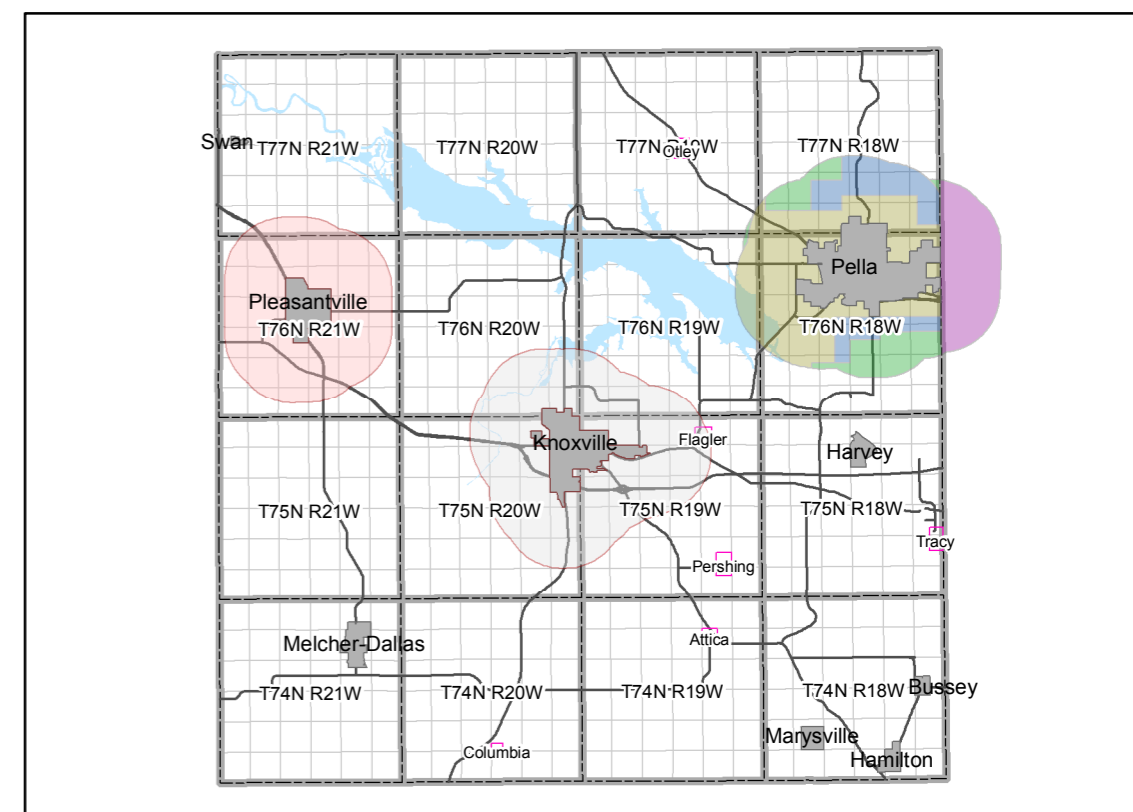 Swan
T77N R21W
T77N R20W
T77N R19W
Otley
T77N R18W
Pella
Pleasantville
T76N R21W
T76N R20W
T76N R19W
T76N R18W
Knoxville
Flagler
Harvey
T75N R21W
T75N R20W
T75N R19W
T75N R18W
Tracy
Pershing
Attica
Melcher-Dallas
T74N R21W
T74N R20W
T74N R19W
T74N R18W
Bussey
Marysville
Columbia
Hamilton